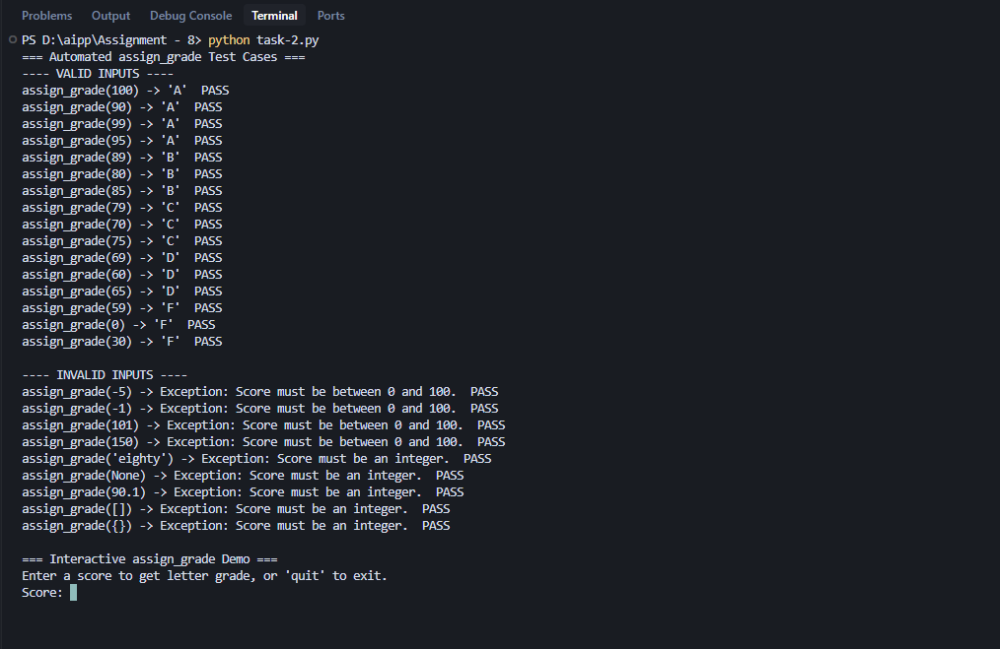 Problems Output Debug Console Terminal Ports
PS D:\aipp\Assignment - 8> python task-2.py
=== Automated assign_grade Test Cases ===
---- VALID INPUTS ----
assign_grade(100) -> 'A'  PASS
assign_grade(90) -> 'A'  PASS
assign_grade(99) -> 'A'  PASS
assign_grade(95) -> 'A'  PASS
assign_grade(89) -> 'B'  PASS
assign_grade(80) -> 'B'  PASS
assign_grade(85) -> 'B'  PASS
assign_grade(79) -> 'C'  PASS
assign_grade(70) -> 'C'  PASS
assign_grade(75) -> 'C'  PASS
assign_grade(69) -> 'D'  PASS
assign_grade(60) -> 'D'  PASS
assign_grade(65) -> 'D'  PASS
assign_grade(59) -> 'F'  PASS
assign_grade(0) -> 'F'  PASS
assign_grade(30) -> 'F'  PASS

---- INVALID INPUTS ----
assign_grade(-5) -> Exception: Score must be between 0 and 100.  PASS
assign_grade(-1) -> Exception: Score must be between 0 and 100.  PASS
assign_grade(101) -> Exception: Score must be between 0 and 100.  PASS
assign_grade(150) -> Exception: Score must be between 0 and 100.  PASS
assign_grade('eighty') -> Exception: Score must be an integer.  PASS
assign_grade(None) -> Exception: Score must be an integer.  PASS
assign_grade(90.1) -> Exception: Score must be an integer.  PASS
assign_grade([]) -> Exception: Score must be an integer.  PASS
assign_grade({}) -> Exception: Score must be an integer.  PASS

=== Interactive assign_grade Demo ===
Enter a score to get letter grade, or 'quit' to exit.
Score: